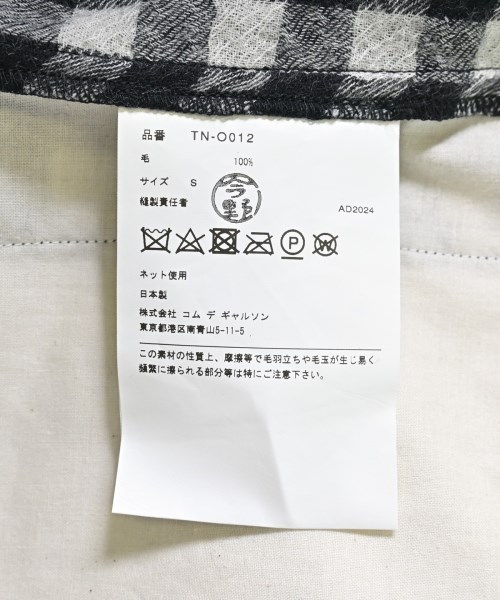 品番 TN-O012
毛 100%
サイズ S
縫製責任者 今野 AD2024
P W
ネット使用
日本製
株式会社 コム デ ギャルソン
東京都港区南青山5-11-5
この素材の性質上、摩擦等で毛羽立ちや毛玉が生じ易く
頻繁に擦られる部分等は特にご注意下さい。